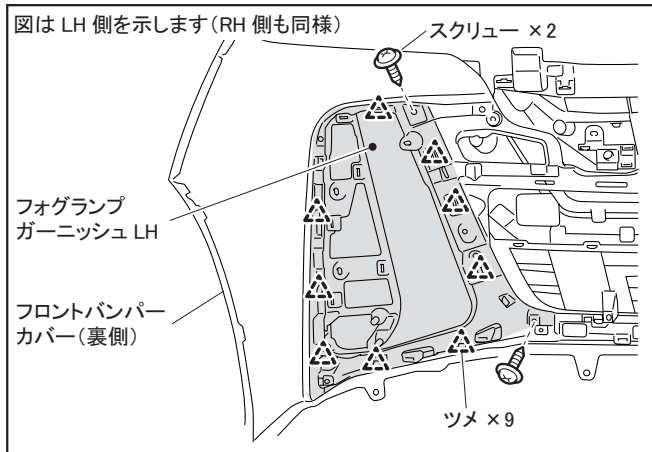 図は LH 側を示します（RH 側も同様）
スクリュー ×2
フォグランプ
ガーニッシュ LH
フロントバンパー
カバー（裏側）
ツメ ×9